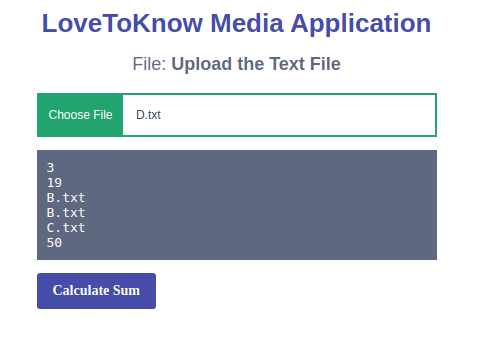 LoveToKnow Media Application
File: Upload the Text File
Choose File D.txt
3
19
B.txt
B.txt
C.txt
50
Calculate Sum